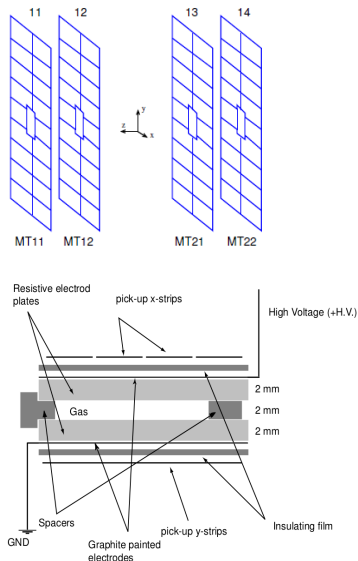 11 12 13 14
y
z
x
MT11 MT12 MT21 MT22
Resistive electrod
plates
pick-up x-strips
High Voltage (+H.V.)
2 mm
Gas
2 mm
2 mm
Spacers
pick-up y-strips
Insulating film
GND
Graphite painted
electrodes